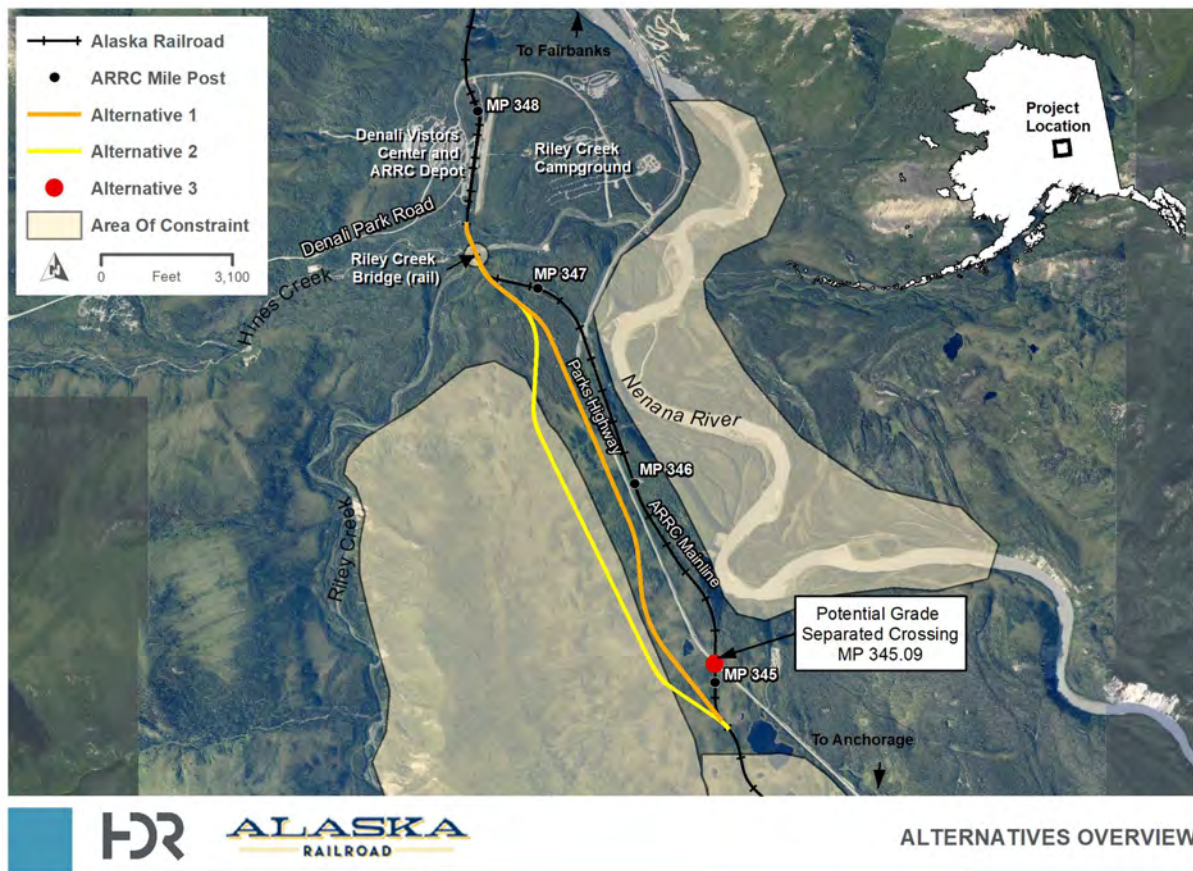 Alaska Railroad
ARRC Mile Post
Alternative 1
Alternative 2
Alternative 3
Area Of Constraint
N
0 Feet 3,100
To Fairbanks
MP 348
Denali Vistors
Center and
ARRC Depot
Riley Creek
Campground
Project
Location
Denali Park Road
Riley Creek
Bridge (rail)
MP 347
Hines Creek
Parks Highway
Nenana River
MP 346
ARRC Mainline
Riley Creek
Potential Grade
Separated Crossing
MP 345.09
MP 345
To Anchorage
HDR
ALASKA
RAILROAD
ALTERNATIVES OVERVIEW